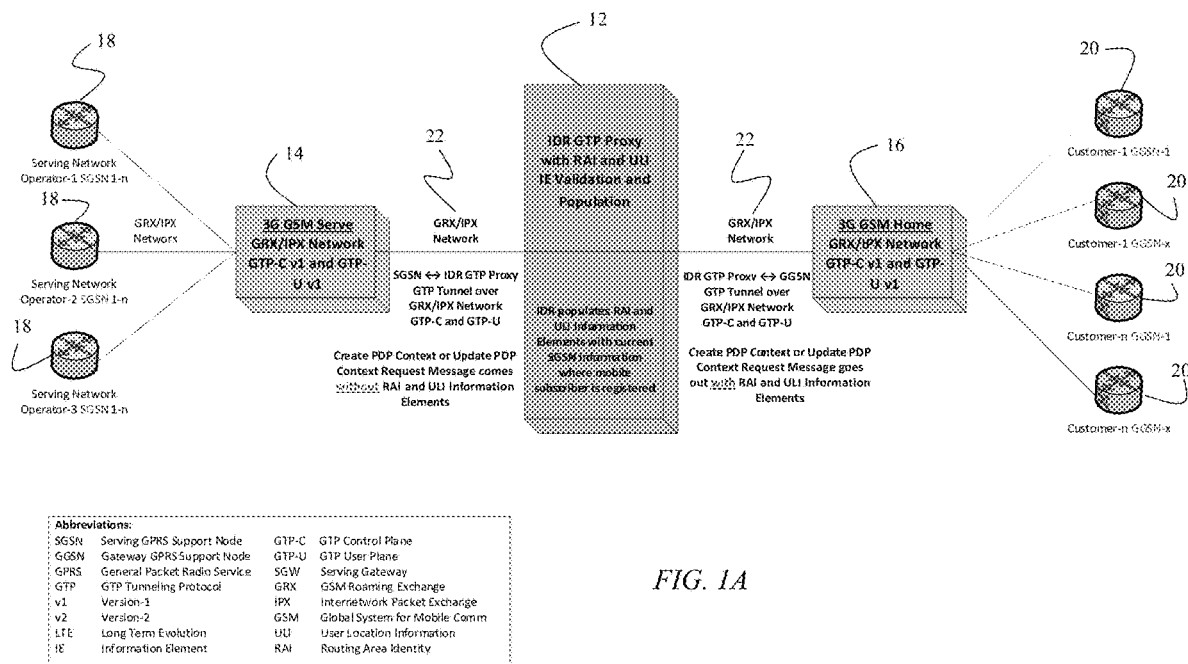 18
Serving Network
Operator-1 SGSN 1-n
18
Serving Network
Operator-2 SGSN 1-n
18
Serving Network
Operator-3 SGSN 1-n
GRX/IPX
Network
14
3G GSM Serve
GRX/IPX Network
GTP-C v1 and GTP-
U v1
22
GRX/IPX
Network
SGSN ↔ IDR GTP Proxy
GTP Tunnel over
GRX/IPX Network
GTP-C and GTP-U
Create PDP Context or Update PDP
Context Request Message comes
without RAI and ULI Information
Elements
12
IDR GTP Proxy
with RAI and ULI
IE Validation and
Population
IDR populates RAI and
ULI Information
Elements with current
SGSN information
where mobile
subscriber is registered
22
GRX/IPX
Network
IDR GTP Proxy ↔ GGSN
GTP Tunnel over
GRX/IPX Network
GTP-C and GTP-U
Create PDP Context or Update PDP
Context Request Message goes
out with RAI and ULI Information
Elements
16
3G GSM Home
GRX/IPX Network
GTP-C v1 and GTP-
U v1
20
Customer-1 GGSN-1
20
Customer-1 GGSN-x
20
Customer-n GGSN-1
20
Customer-n GGSN-x
Abbreviations:
SGSN Serving GPRS Support Node GTP-C GTP Control Plane
GGSN Gateway GPRS Support Node GTP-U GTP User Plane
GPRS General Packet Radio Service SGW Serving Gateway
GTP GTP Tunneling Protocol GRX GSM Roaming Exchange
v1 Version-1 IPX Internetwork Packet Exchange
v2 Version-2 GSM Global System for Mobile Comm
LTE Long Term Evolution ULI User Location Information
IE Information Element RAI Routing Area Identity
FIG. 1A